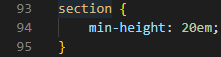 93 section {
94 min-height: 20em;
95 }